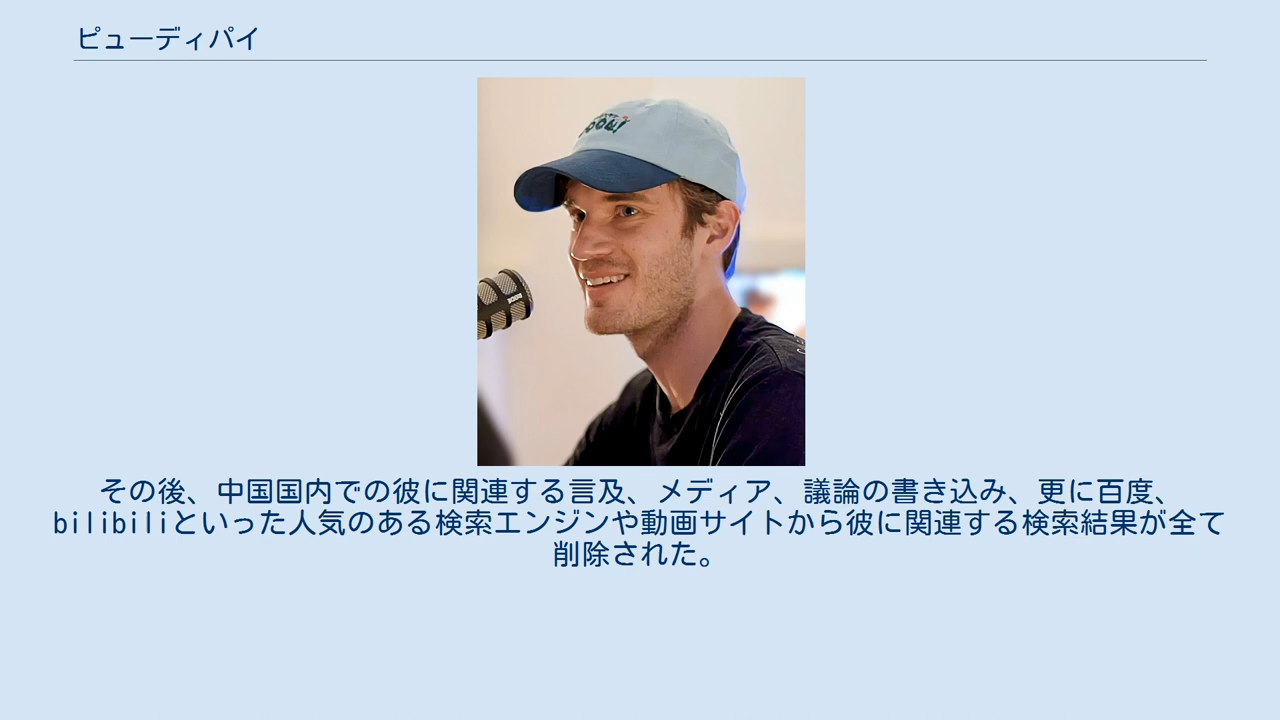 ピューディパイ
その後、中国国内での彼に関連する言及、メディア、議論の書き込み、更に百度、
bilibiliといった人気のある検索エンジンや動画サイトから彼に関連する検索結果が全て
削除された。